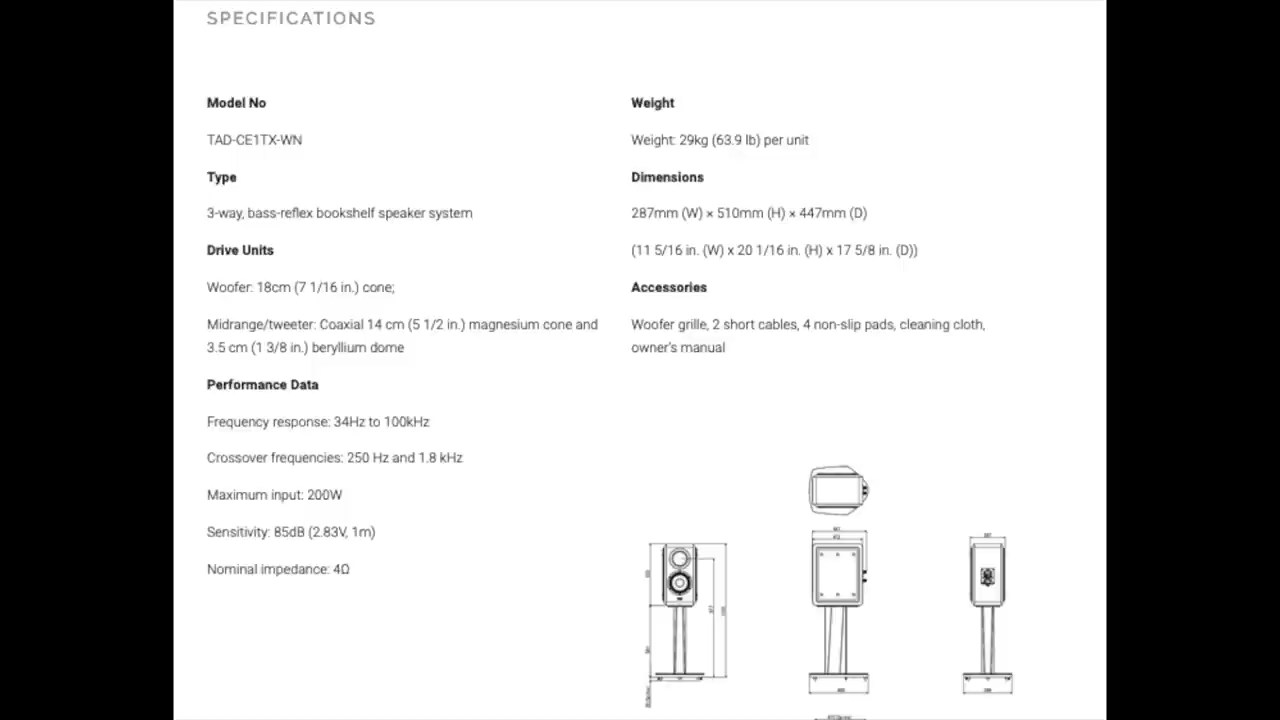 SPECIFICATIONS
Model No
TAD-CE1TX-WN
Type
3-way, bass-reflex bookshelf speaker system
Drive Units
Woofer: 18cm (7 1/16 in.) cone;
Midrange/tweeter: Coaxial 14 cm (5 1/2 in.) magnesium cone and
3.5 cm (1 3/8 in.) beryllium dome
Performance Data
Frequency response: 34Hz to 100kHz
Crossover frequencies: 250 Hz and 1.8 kHz
Maximum input: 200W
Sensitivity: 85dB (2.83V, 1m)
Nominal impedance: 4Ω
Weight
Weight: 29kg (63.9 lb) per unit
Dimensions
287mm (W) × 510mm (H) × 447mm (D)
(11 5/16 in. (W) x 20 1/16 in. (H) x 17 5/8 in. (D))
Accessories
Woofer grille, 2 short cables, 4 non-slip pads, cleaning cloth,
owner's manual